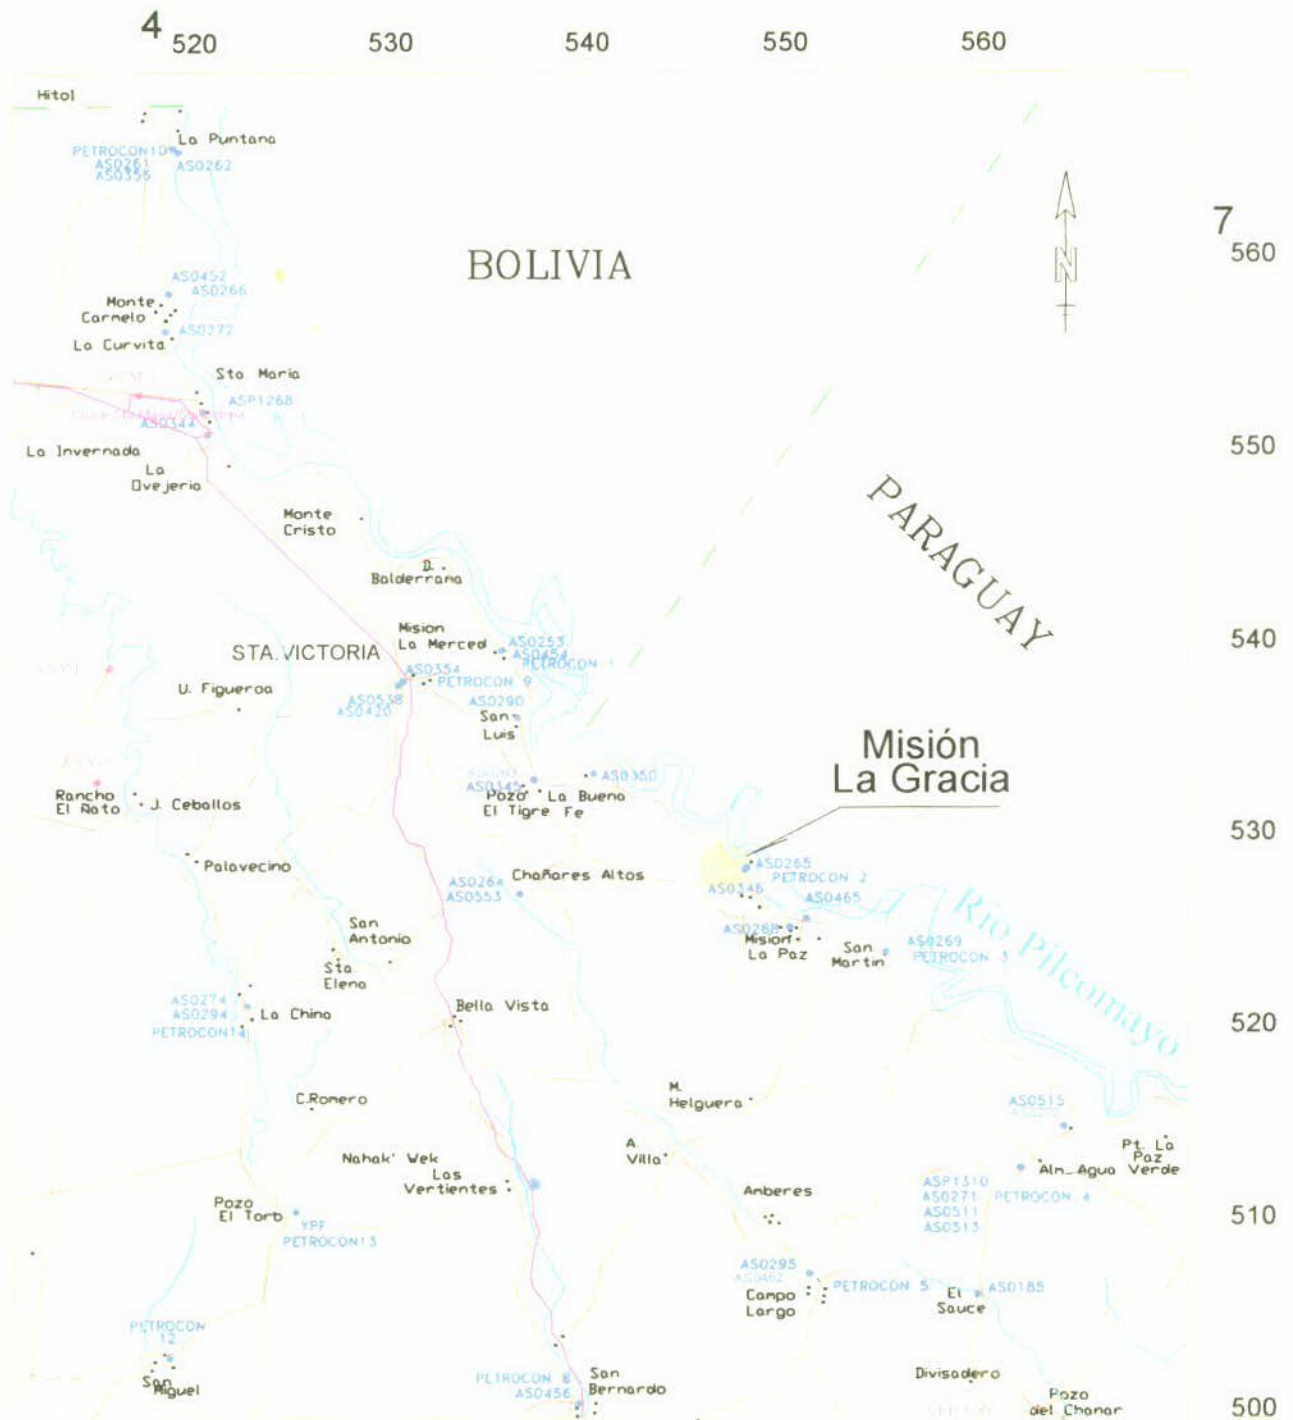 4
520
530
540
550
560
Hito1
La Puntana
PETROCON10
AS0261
AS0262
AS0356
7
560
BOLIVIA
N
AS0452
AS0266
Monte
Carmelo
AS0272
La Curvita
Sta Maria
ASP1268
AS0344
550
La Invernada
La
Ovejeria
PARAGUAY
Monte
Cristo
D.
Balderrana
Mision
La Merced
AS0253
AS0454
PETROCON 1
540
STA. VICTORIA
AS0354
PETROCON 9
U. Figueroa
AS0538
AS0420
AS0290
San
Luis
Misión
La Gracia
AS0350
AS0345
Rancho
El Ñato
J. Ceballos
Pozo
El Tigre
La Buena
Fe
530
Palavecino
Chañares Altos
AS0265
PETROCON 2
AS0264
AS0553
AS0346
AS0465
Rio Pilcomayo
San
Antonio
AS0268
Mision
La Paz
San
Martin
AS0269
PETROCON 3
Sta
Elena
AS0274
AS0294
PETROCON14
La China
Bella Vista
520
M.
Helguera
AS0515
C.Romero
A.
Villa
Nahak' Wek
Las
Vertientes
Pt. La
Paz
Verde
Aln_Agua
ASP1310
AS0271
PETROCON 4
AS0511
AS0513
Anberes
510
Pozo
El Toro
YPF
PETROCON13
AS0295
AS0462
PETROCON 5
Campo
Largo
El
Sauce
AS0185
PETROCON
12
San
Miguel
PETROCON 8
AS0456
San
Bernardo
Divisadero
Pozo
del Chanar
500